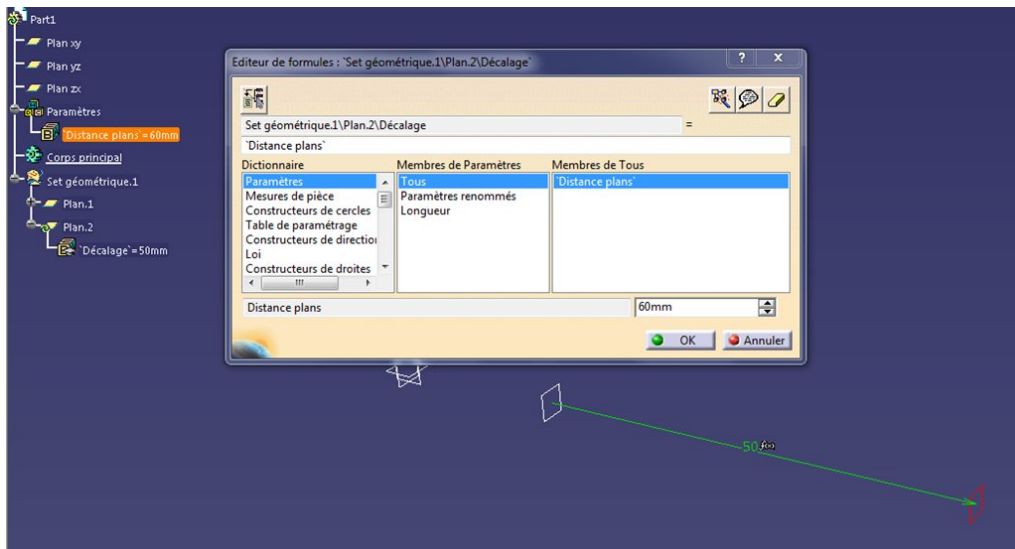 Part1
Plan xy
Plan yz
Plan zx
Paramètres
`Distance plans`=60mm
Corps principal
Set géométrique.1
Plan.1
Plan.2
`Décalage`=50mm
Editeur de formules : `Set géométrique.1\Plan.2\Décalage`
? x
Set géométrique.1\Plan.2\Décalage =
`Distance plans`
Dictionnaire Membres de Paramètres Membres de Tous
Paramètres Tous `Distance plans`
Mesures de pièce Paramètres renommés
Constructeurs de cercles Longueur
Table de paramétrage
Constructeurs de direction
Loi
Constructeurs de droites
Distance plans 60mm
OK Annuler
50 f(x)